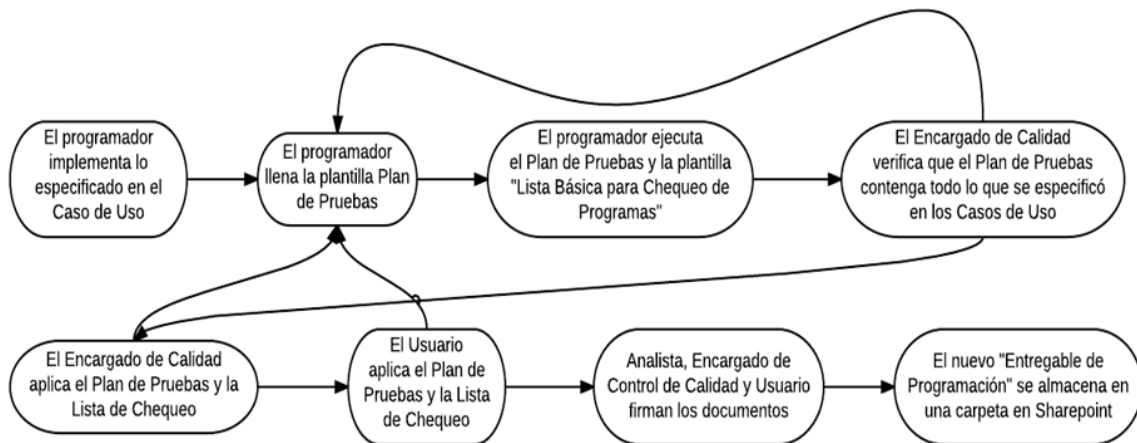 El programador
implementa lo
especificado en el
Caso de Uso
El programador
llena la plantilla Plan
de Pruebas
El programador ejecuta
el Plan de Pruebas y la plantilla
"Lista Básica para Chequeo de
Programas"
El Encargado de Calidad
verifica que el Plan de Pruebas
contenga todo lo que se especificó
en los Casos de Uso
El Encargado de Calidad
aplica el Plan de Pruebas y la
Lista de Chequeo
El Usuario
aplica el Plan de
Pruebas y la Lista
de Chequeo
Analista, Encargado de
Control de Calidad y Usuario
firman los documentos
El nuevo "Entregable de
Programación" se almacena en
una carpeta en Sharepoint